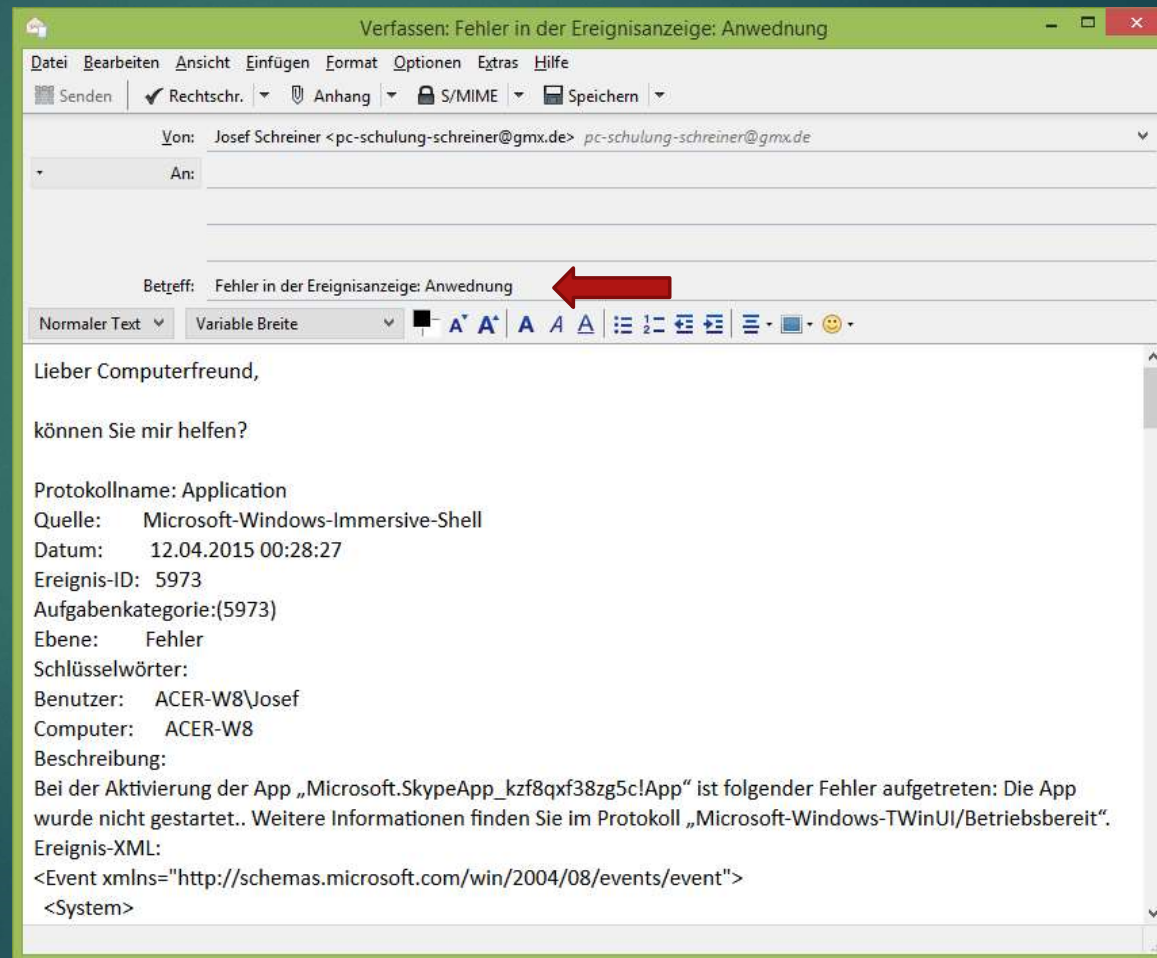 Verfassen: Fehler in der Ereignisanzeige: Anwednung
Datei Bearbeiten Ansicht Einfügen Format Optionen Extras Hilfe
Senden Rechtschr. Anhang S/MIME Speichern
Von: Josef Schreiner <pc-schulung-schreiner@gmx.de> pc-schulung-schreiner@gmx.de
An:
Betreff: Fehler in der Ereignisanzeige: Anwednung
Normaler Text Variable Breite
Lieber Computerfreund,
können Sie mir helfen?
Protokollname: Application
Quelle: Microsoft-Windows-Immersive-Shell
Datum: 12.04.2015 00:28:27
Ereignis-ID: 5973
Aufgabenkategorie:(5973)
Ebene: Fehler
Schlüsselwörter:
Benutzer: ACER-W8\Josef
Computer: ACER-W8
Beschreibung:
Bei der Aktivierung der App „Microsoft.SkypeApp_kzf8qxf38zg5c!App“ ist folgender Fehler aufgetreten: Die App
wurde nicht gestartet.. Weitere Informationen finden Sie im Protokoll „Microsoft-Windows-TWinUI/Betriebsbereit“.
Ereignis-XML:
<Event xmlns="http://schemas.microsoft.com/win/2004/08/events/event">
<System>